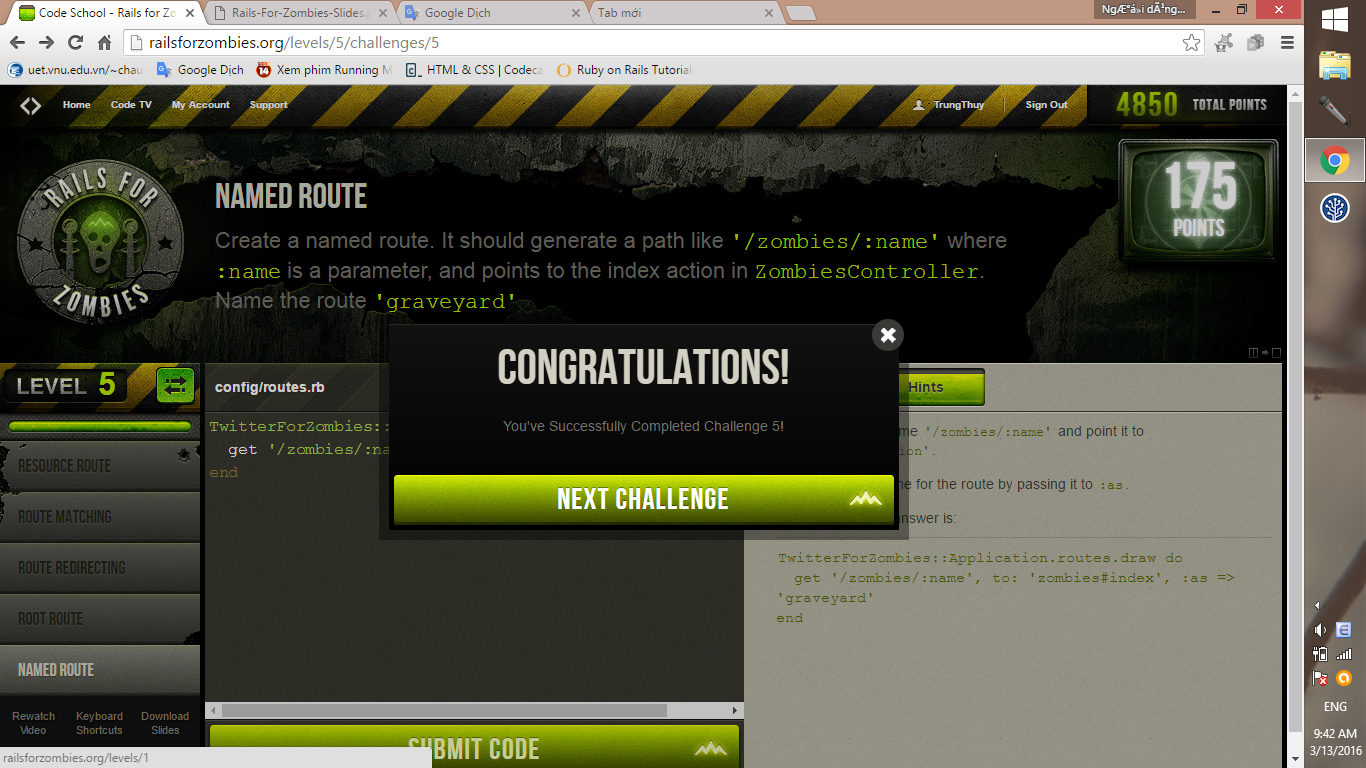 Code School - Rails for Zo
Rails-For-Zombies-Slides.p
Google Dịch
Tab mới
NgÆ°á»i dÃ¹ng...
railsforzombies.org/levels/5/challenges/5
uet.vnu.edu.vn/~chau
Google Dịch
Xem phim Running M
HTML & CSS | Codeca
Ruby on Rails Tutorial
Home
Code TV
My Account
Support
TrungThuy
Sign Out
4850 TOTAL POINTS
RAILS FOR
ZOMBIES
NAMED ROUTE
Create a named route. It should generate a path like '/zombies/:name' where
:name is a parameter, and points to the index action in ZombiesController.
Name the route 'graveyard'
175
POINTS
CONGRATULATIONS!
You've Successfully Completed Challenge 5!
NEXT CHALLENGE
LEVEL 5
RESOURCE ROUTE
ROUTE MATCHING
ROUTE REDIRECTING
ROOT ROUTE
NAMED ROUTE
Rewatch Video
Keyboard Shortcuts
Download Slides
config/routes.rb
TwitterForZombies::
get '/zombies/:na
end
SUBMIT CODE
Hints
me '/zombies/:name' and point it to
ion'.
e for the route by passing it to :as.
answer is:
TwitterForZombies::Application.routes.draw do
get '/zombies/:name', to: 'zombies#index', :as =>
'graveyard'
end
railsforzombies.org/levels/1
ENG
9:42 AM
3/13/2016